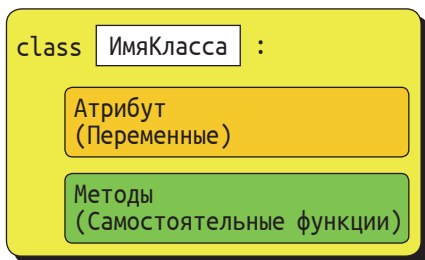 class ИмяКласса :
Атрибут
(Переменные)
Методы
(Самостоятельные функции)